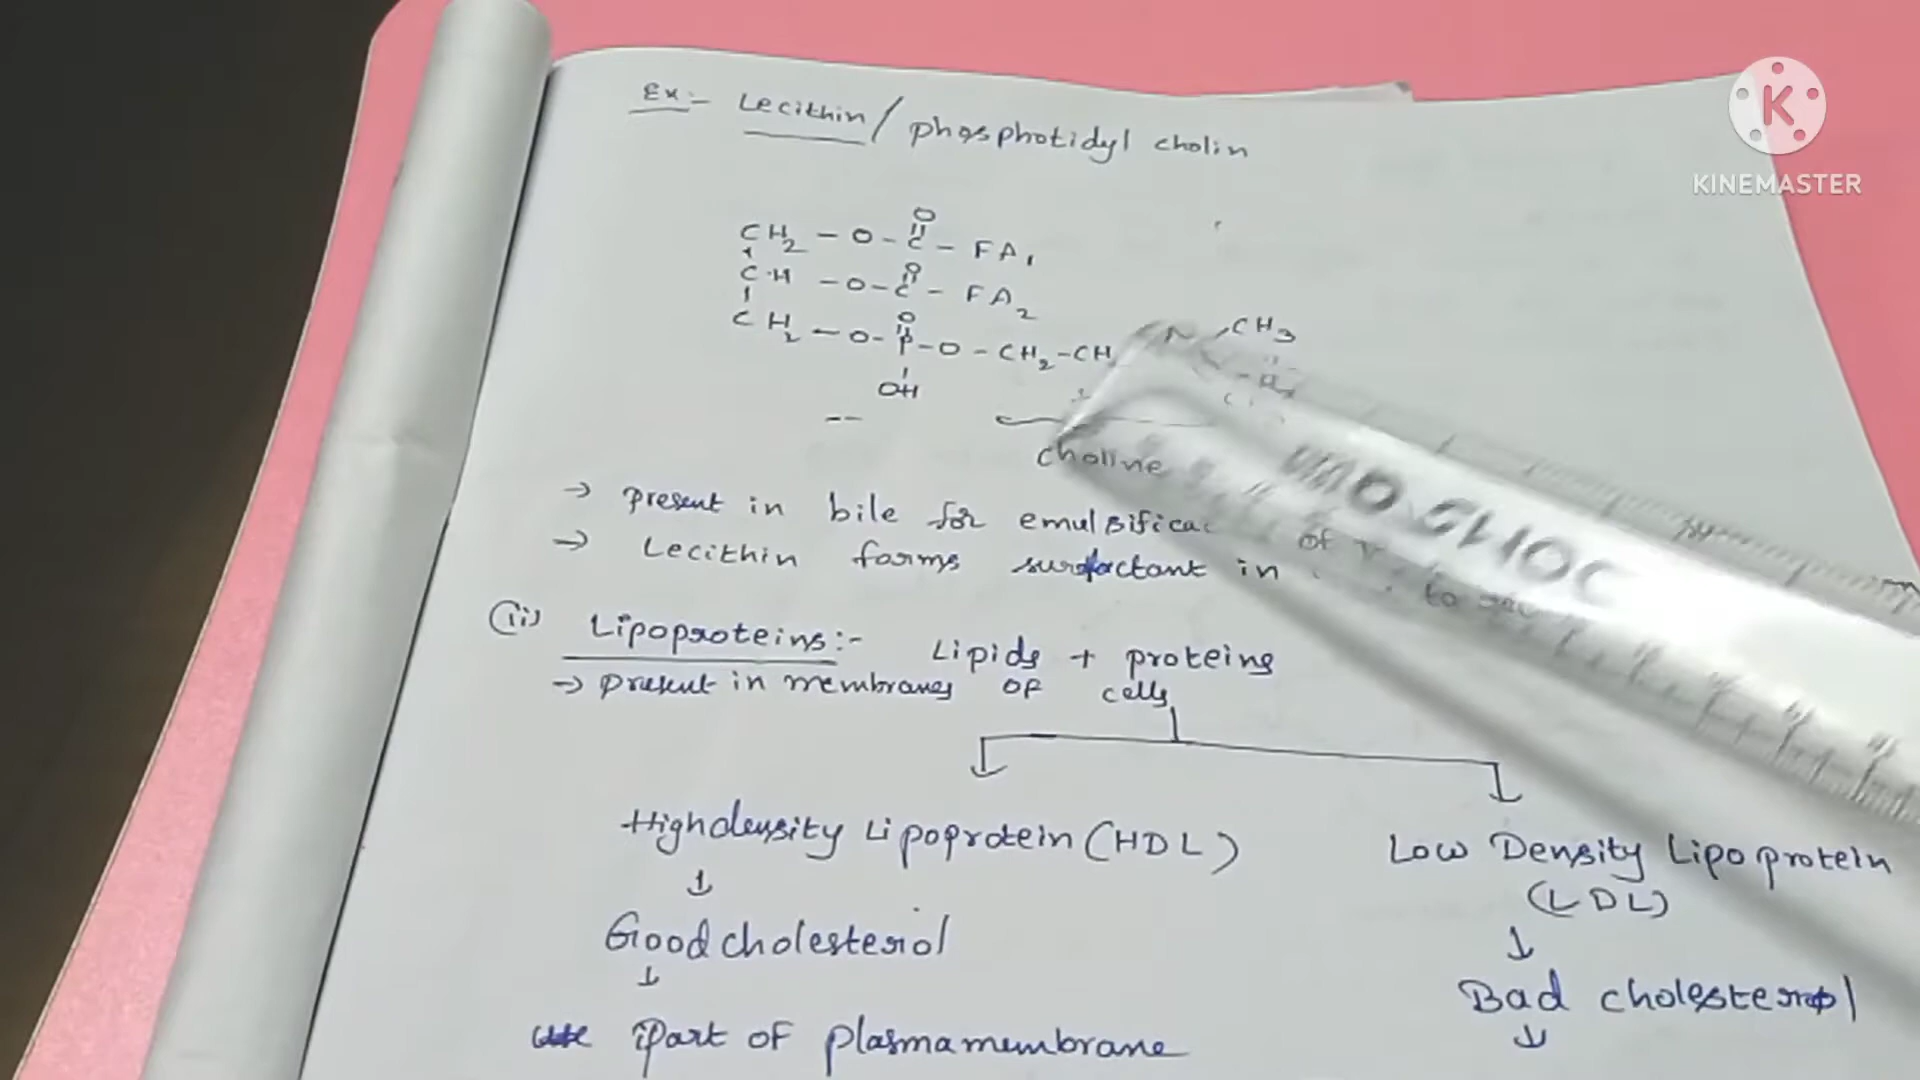 Ex:- Lecithin / phosphotidyl cholin
CH2 - O - C - FA1
O
CH - O - C - FA2
O
CH2 - O - P - O - CH2 - CH
O
OH
CH3
choline
→ present in bile for
→ Lecithin forms surfactant in
(ii) Lipoproteins:- Lipids + proteins
→ present in membranes of cells
High density Lipoprotein (HDL)
↓
Good cholesterol
↓
Part of plasmamembrane
Low Density Lipoprotein
(LDL)
↓
Bad cholesterol
↓
KINEMASTER